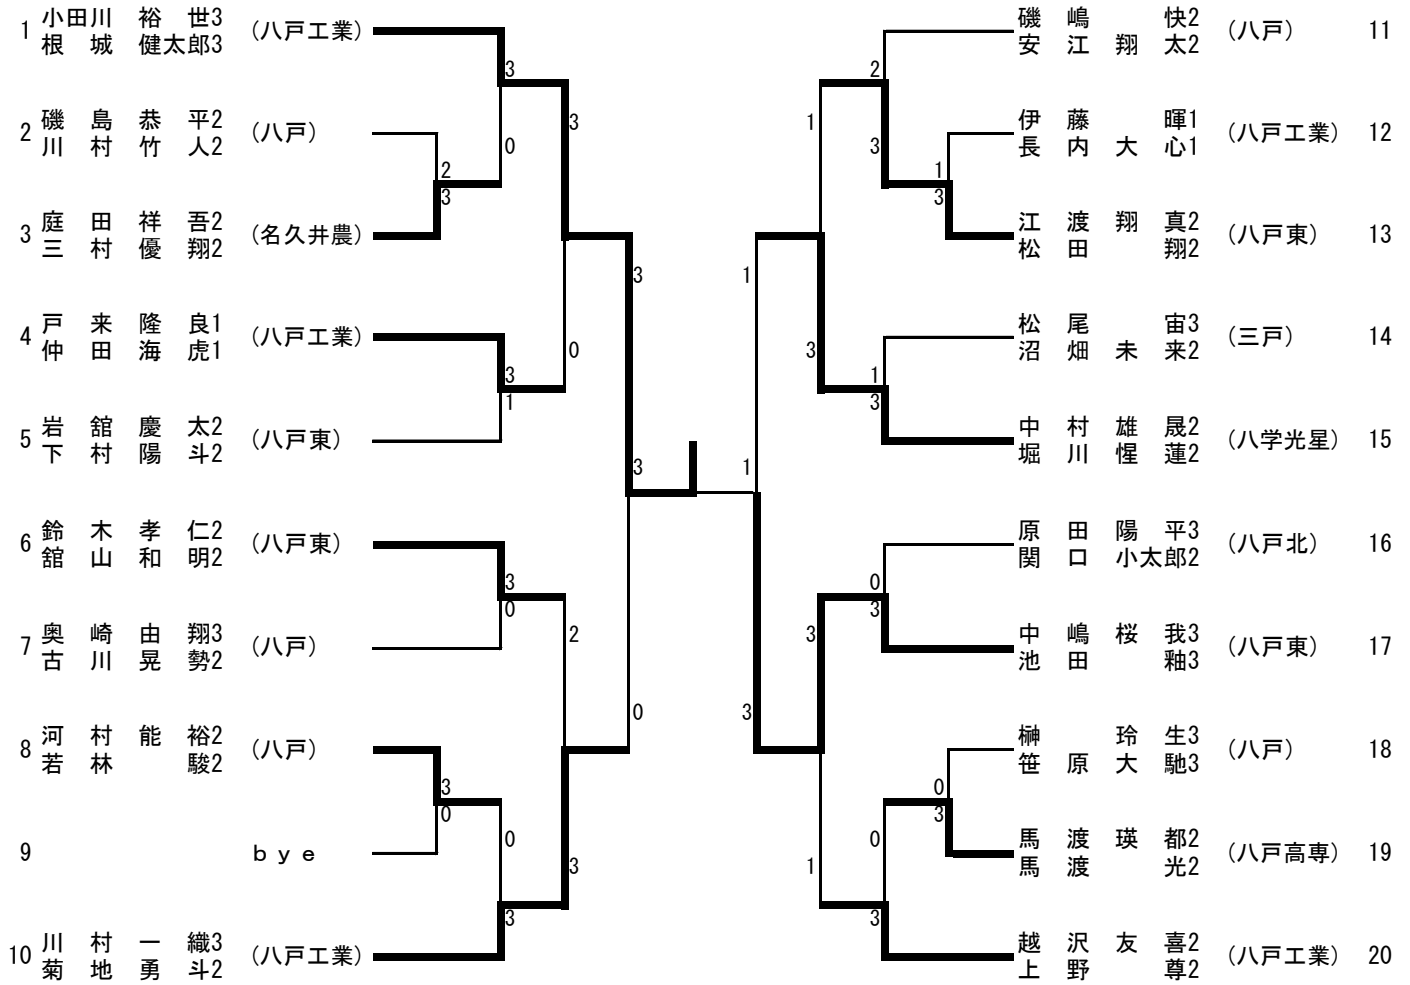 1 小田川 裕 世3 (八戸工業)
根 城 健太郎3
3
0
2 磯 島 恭 平2 (八戸)
川 村 竹 人2
2
3
3 庭 田 祥 吾2 (名久井農)
三 村 優 翔2
3
0
4 戸 来 隆 良1 (八戸工業)
仲 田 海 虎1
3
1
5 岩 舘 慶 太2 (八戸東)
下 村 陽 斗2
3
0
6 鈴 木 孝 仁2 (八戸東)
舘 山 和 明2
3
0
7 奥 崎 由 翔3 (八戸)
古 川 晃 勢2
2
3
8 河 村 能 裕2 (八戸)
若 林 駿2
3
0
9 bye
0
3
10 川 村 一 織3 (八戸工業)
菊 地 勇 斗2
3
1
磯 嶋 快2 (八戸) 11
安 江 翔 太2
2
3
伊 藤 暉1 (八戸工業) 12
長 内 大 心1
1
3
江 渡 翔 真2 (八戸東) 13
松 田 翔2
1
3
松 尾 宙3 (三戸) 14
沼 畑 未 来2
1
3
中 村 雄 晟2 (八学光星) 15
堀 川 惺 蓮2
1
3
原 田 陽 平3 (八戸北) 16
関 口 小太郎2
0
3
中 嶋 桜 我3 (八戸東) 17
池 田 釉3
3
1
榊 玲 生3 (八戸) 18
笹 原 大 馳3
0
3
馬 渡 瑛 都2 (八戸高専) 19
馬 渡 光2
0
3
越 沢 友 喜2 (八戸工業) 20
上 野 尊2